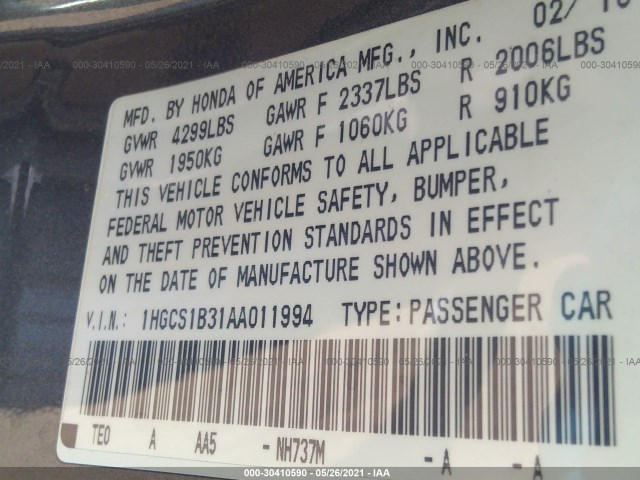 02/ 10
MFD. BY HONDA OF AMERICA MFG., INC.
GVWR 4299LBS GAWR F 2337LBS R 2006LBS
GVWR 1950KG GAWR F 1060KG R 910KG
THIS VEHICLE CONFORMS TO ALL APPLICABLE
FEDERAL MOTOR VEHICLE SAFETY, BUMPER,
AND THEFT PREVENTION STANDARDS IN EFFECT
ON THE DATE OF MANUFACTURE SHOWN ABOVE.
V.I.N.: 1HGCS1B31AA011994 TYPE:PASSENGER CAR
TEO A AA5 - NH737M - A - A
000-30410590 - 05/26/2021 - IAA